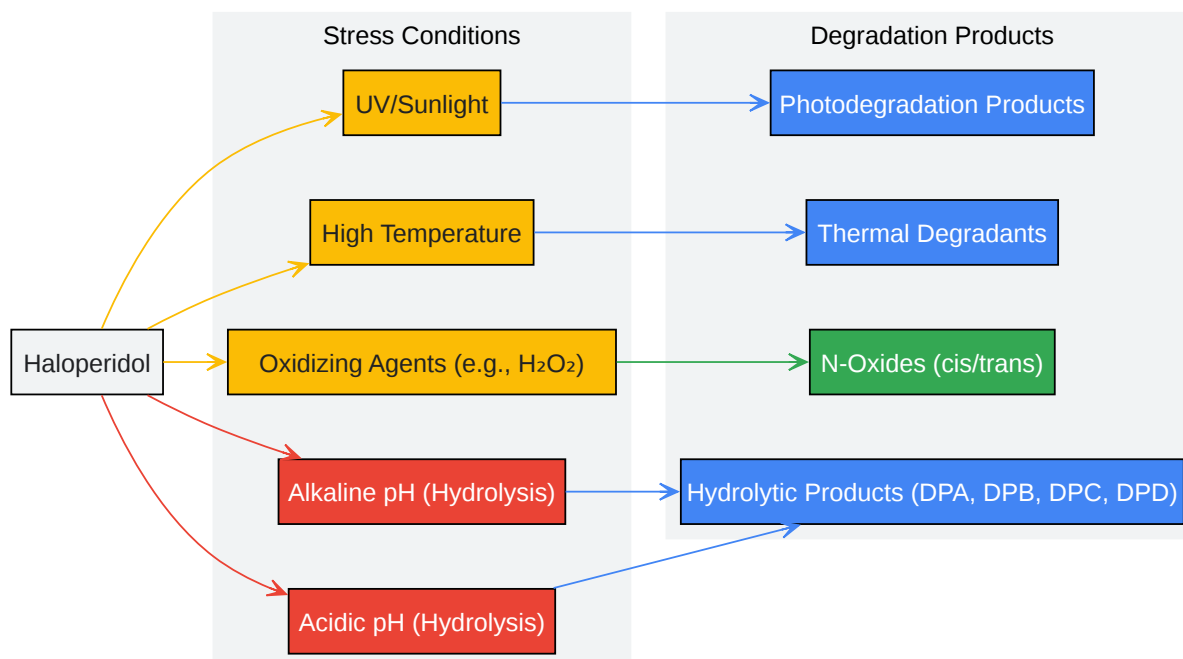 Stress Conditions
Degradation Products
UV/Sunlight
Photodegradation Products
High Temperature
Thermal Degradants
Haloperidol
Oxidizing Agents (e.g., H₂O₂)
N-Oxides (cis/trans)
Alkaline pH (Hydrolysis)
Hydrolytic Products (DPA, DPB, DPC, DPD)
Acidic pH (Hydrolysis)